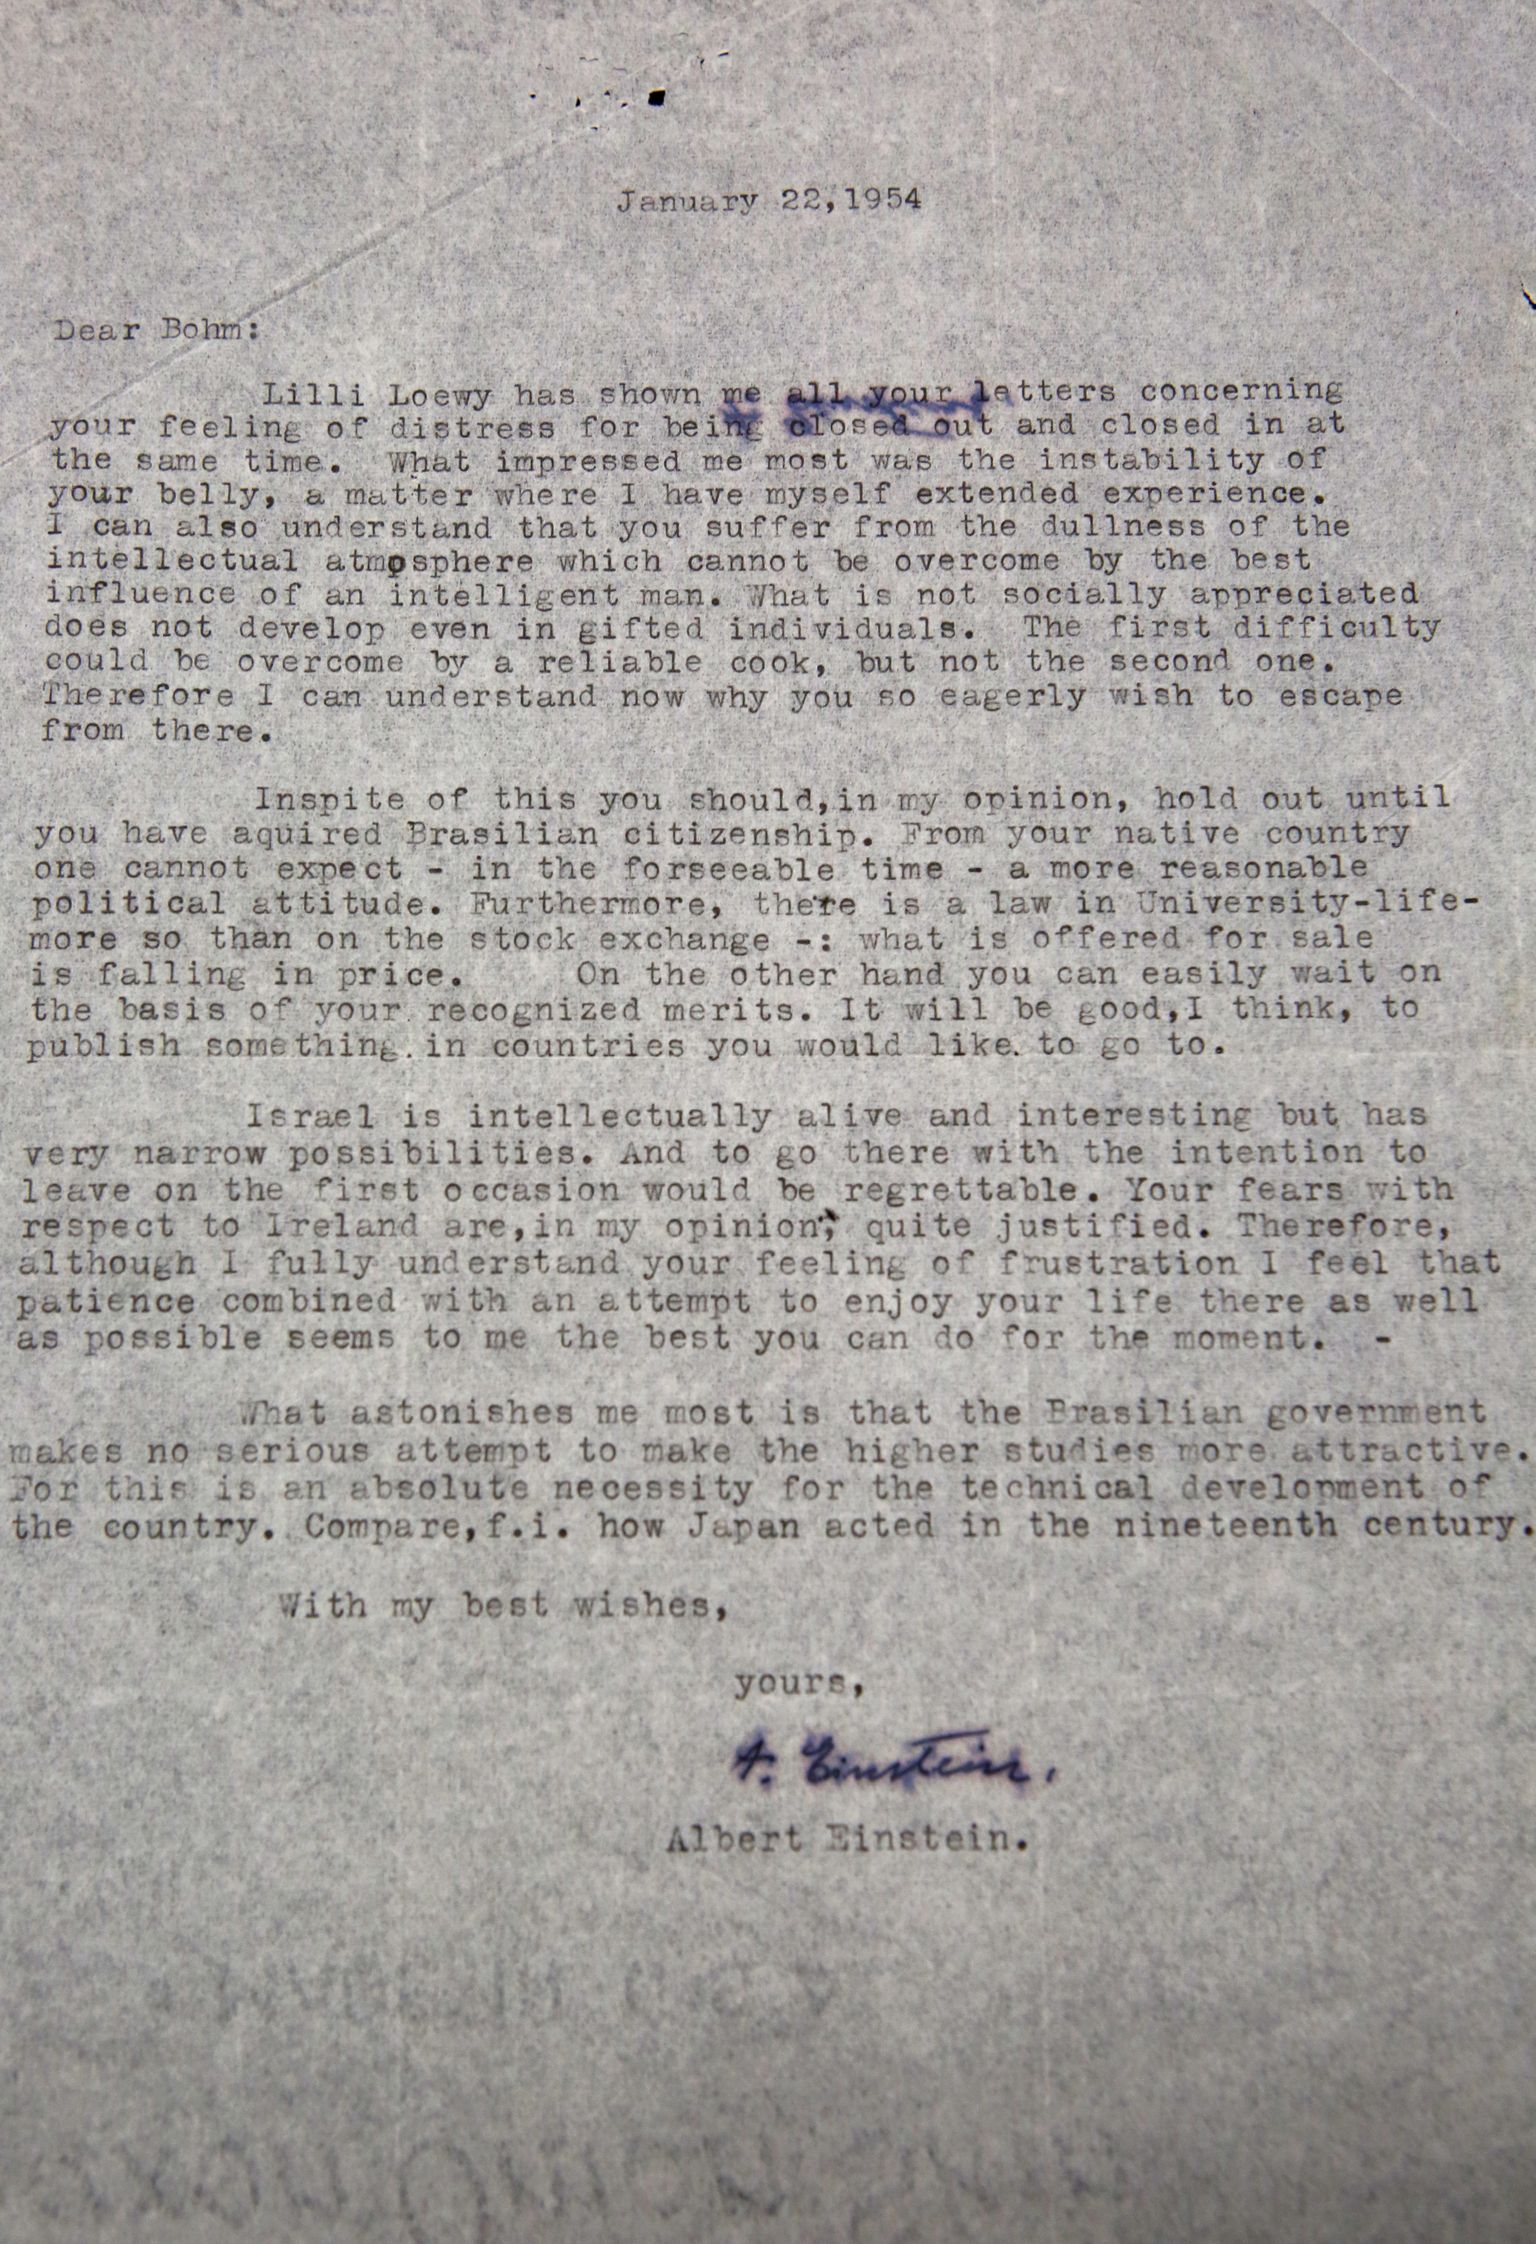 January 22,1954
Dear Bohm:
Lilli Loewy has shown me all your letters concerning
your feeling of distress for being closed out and closed in at
the same time. What impressed me most was the instability of
your belly, a matter where I have myself extended experience.
I can also understand that you suffer from the dullness of the
intellectual atmosphere which cannot be overcome by the best
influence of an intelligent man. What is not socially appreciated
does not develop even in gifted individuals. The first difficulty
could be overcome by a reliable cook, but not the second one.
Therefore I can understand now why you so eagerly wish to escape
from there.
Inspite of this you should,in my opinion, hold out until
you have aquired Brasilian citizenship. From your native country
one cannot expect - in the forseeable time - a more reasonable
political attitude. Furthermore, there is a law in University-life-
more so than on the stock exchange -: what is offered for sale
is falling in price. On the other hand you can easily wait on
the basis of your recognized merits. It will be good,I think, to
publish something in countries you would like to go to.
Israel is intellectually alive and interesting but has
very narrow possibilities. And to go there with the intention to
leave on the first occasion would be regrettable. Your fears with
respect to Ireland are,in my opinion, quite justified. Therefore,
although I fully understand your feeling of frustration I feel that
patience combined with an attempt to enjoy your life there as well
as possible seems to me the best you can do for the moment. -
What astonishes me most is that the Brasilian government
makes no serious attempt to make the higher studies more attractive.
For this is an absolute necessity for the technical development of
the country. Compare,f.i. how Japan acted in the nineteenth century.
With my best wishes,
yours,
A. Einstein.
Albert Einstein.